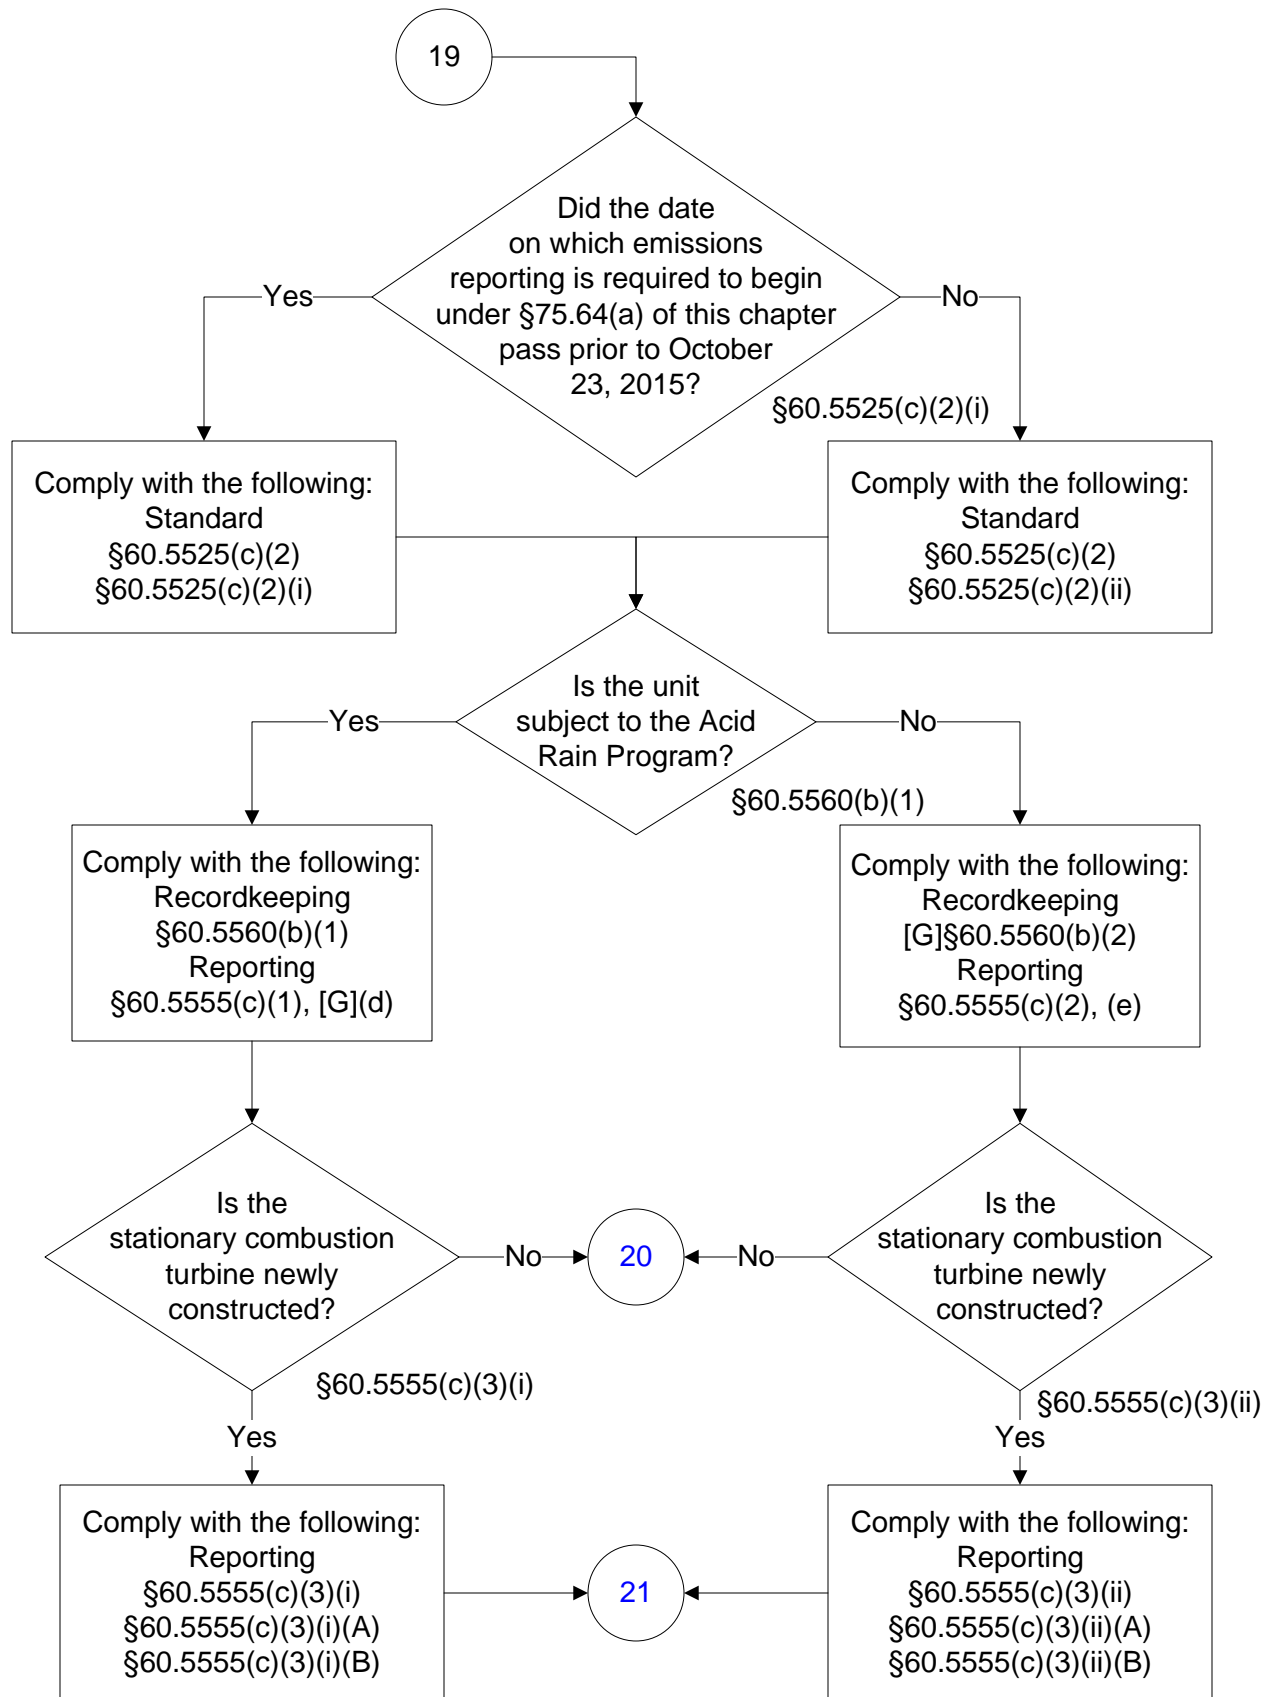 19
Did the date
on which emissions
reporting is required to begin
under §75.64(a) of this chapter
pass prior to October
23, 2015?
Yes
No
§60.5525(c)(2)(i)
Comply with the following:
Standard
§60.5525(c)(2)
§60.5525(c)(2)(i)
Comply with the following:
Standard
§60.5525(c)(2)
§60.5525(c)(2)(ii)
Is the unit
subject to the Acid
Rain Program?
Yes
No
§60.5560(b)(1)
Comply with the following:
Recordkeeping
§60.5560(b)(1)
Reporting
§60.5555(c)(1), [G](d)
Comply with the following:
Recordkeeping
[G]§60.5560(b)(2)
Reporting
§60.5555(c)(2), (e)
Is the
stationary combustion
turbine newly
constructed?
No
20
No
Is the
stationary combustion
turbine newly
constructed?
§60.5555(c)(3)(i)
§60.5555(c)(3)(ii)
Yes
Yes
Comply with the following:
Reporting
§60.5555(c)(3)(i)
§60.5555(c)(3)(i)(A)
§60.5555(c)(3)(i)(B)
21
Comply with the following:
Reporting
§60.5555(c)(3)(ii)
§60.5555(c)(3)(ii)(A)
§60.5555(c)(3)(ii)(B)